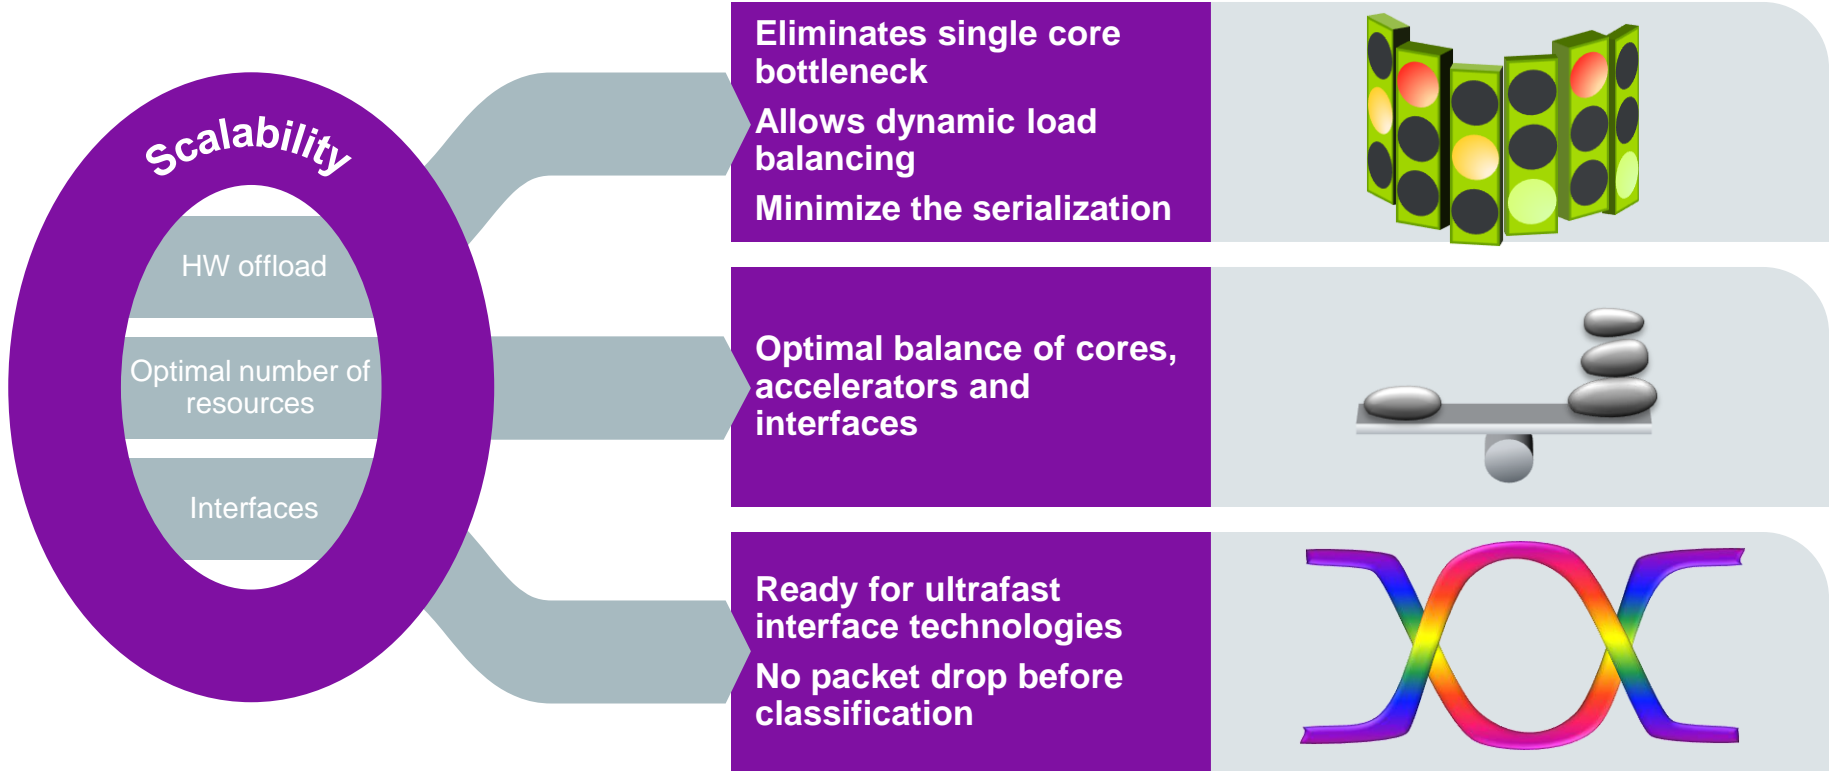 Scalability
HW offload
Optimal number of
resources
Interfaces
Eliminates single core
bottleneck
Allows dynamic load
balancing
Minimize the serialization
Optimal balance of cores,
accelerators and
interfaces
Ready for ultrafast
interface technologies
No packet drop before
classification